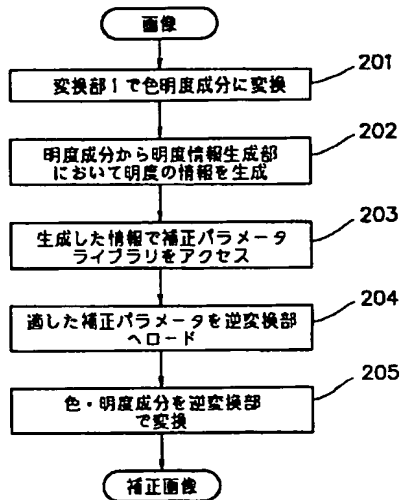 画像
変換部1で色明度成分に変換
201
明度成分から明度情報生成部
において明度の情報を生成
202
生成した情報で補正パラメータ
ライブラリをアクセス
203
適した補正パラメータを逆変換部
へロード
204
色・明度成分を逆変換部
で変換
205
補正画像